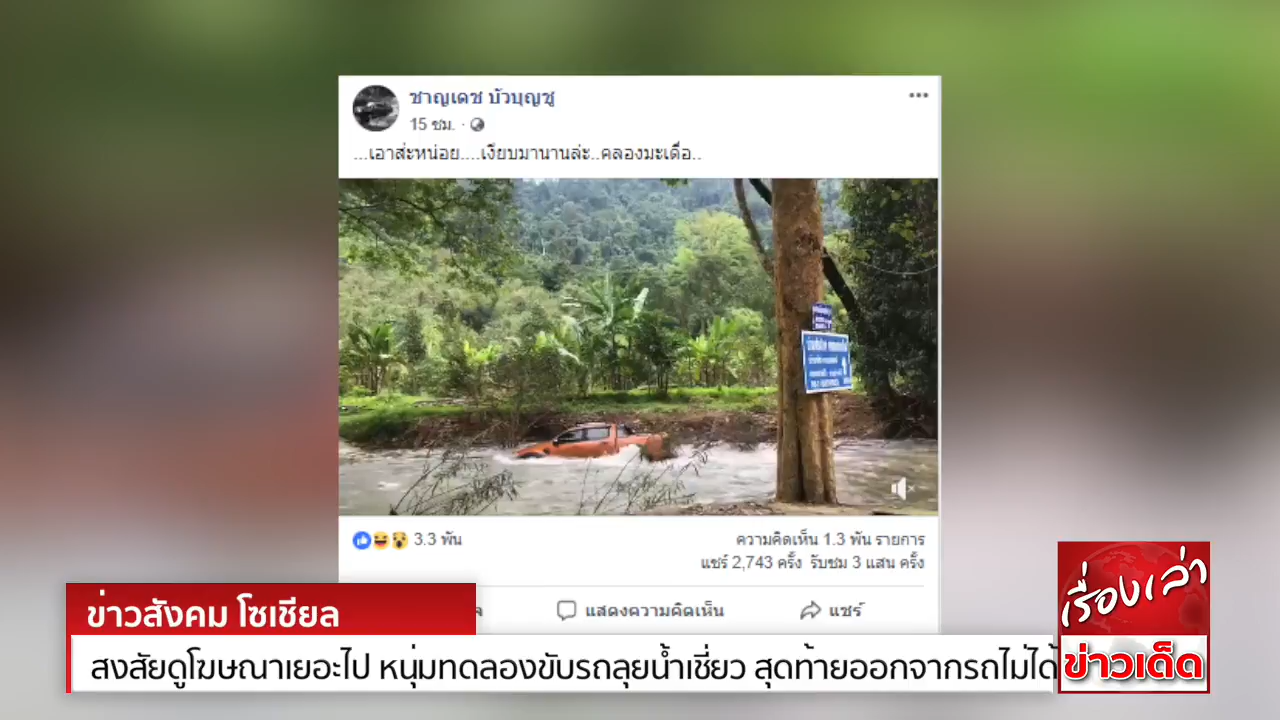 ชาญเดช บัวบุญชู
15 ชม. ·
...เอาส่ะหน่อย....เงียบมานานล่ะ..คลองมะเดื่อ..
3.3 พัน
ความคิดเห็น 1.3 พัน รายการ
แชร์ 2,743 ครั้ง รับชม 3 แสน ครั้ง
แสดงความคิดเห็น
แชร์
ข่าวสังคม โซเชียล
สงสัยดูโฆษณาเยอะไป หนุ่มทดลองขับรถลุยน้ำเชี่ยว สุดท้ายออกจากรถไม่ได้
เรื่องเล่า
ข่าวเด็ด